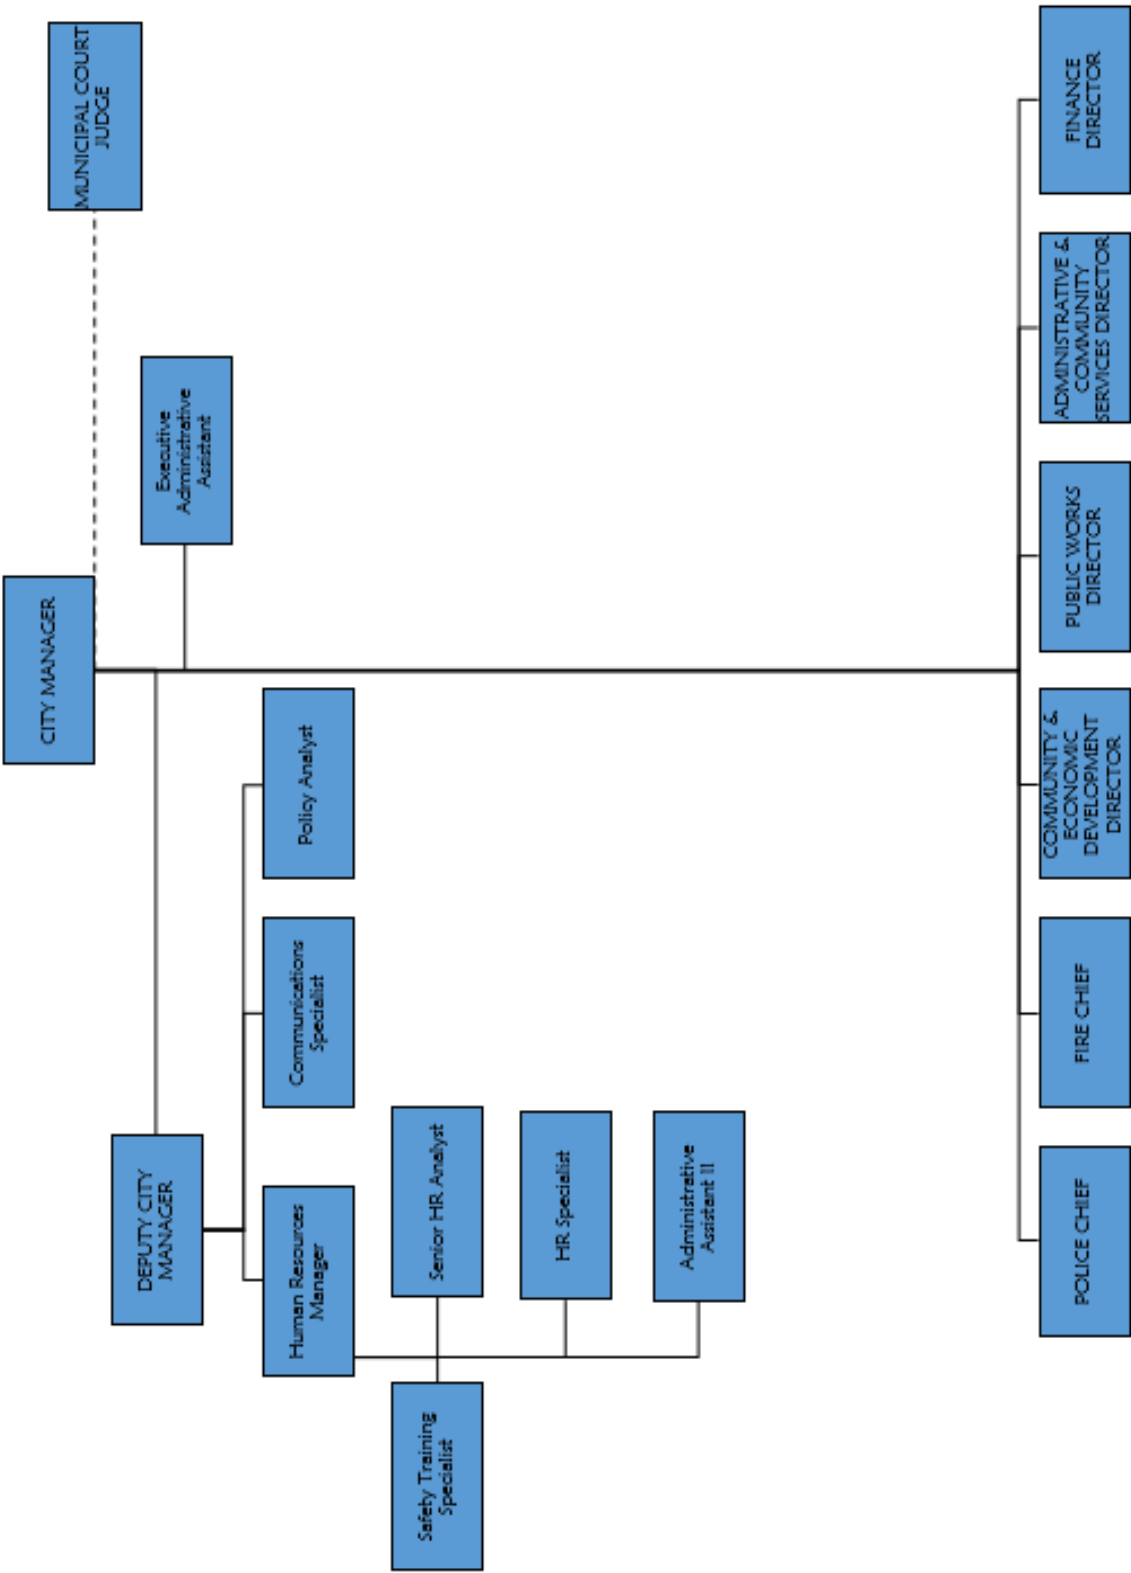 CITY MANAGER
MUNICIPAL COURT
JUDGE
DEPUTY CITY
MANAGER
Executive
Administrative
Assistant
Human Resources
Manager
Communications
Specialist
Policy Analyst
Safety Training
Specialist
Senior HR Analyst
HR Specialist
Administrative
Assistant II
POLICE CHIEF
FIRE CHIEF
COMMUNITY &
ECONOMIC
DEVELOPMENT
DIRECTOR
PUBLIC WORKS
DIRECTOR
ADMINISTRATIVE &
COMMUNITY
SERVICES DIRECTOR
FINANCE
DIRECTOR